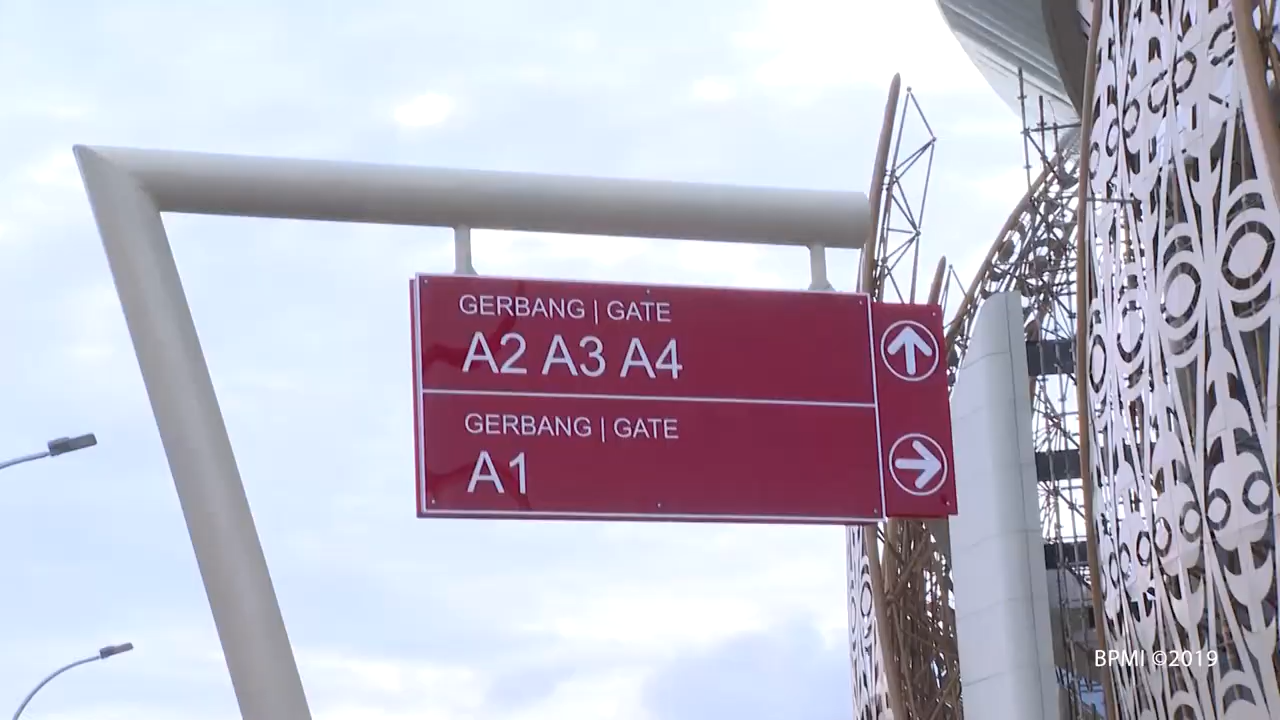 GERBANG | GATE
A2 A3 A4
GERBANG | GATE
A1
BPMI ©2019